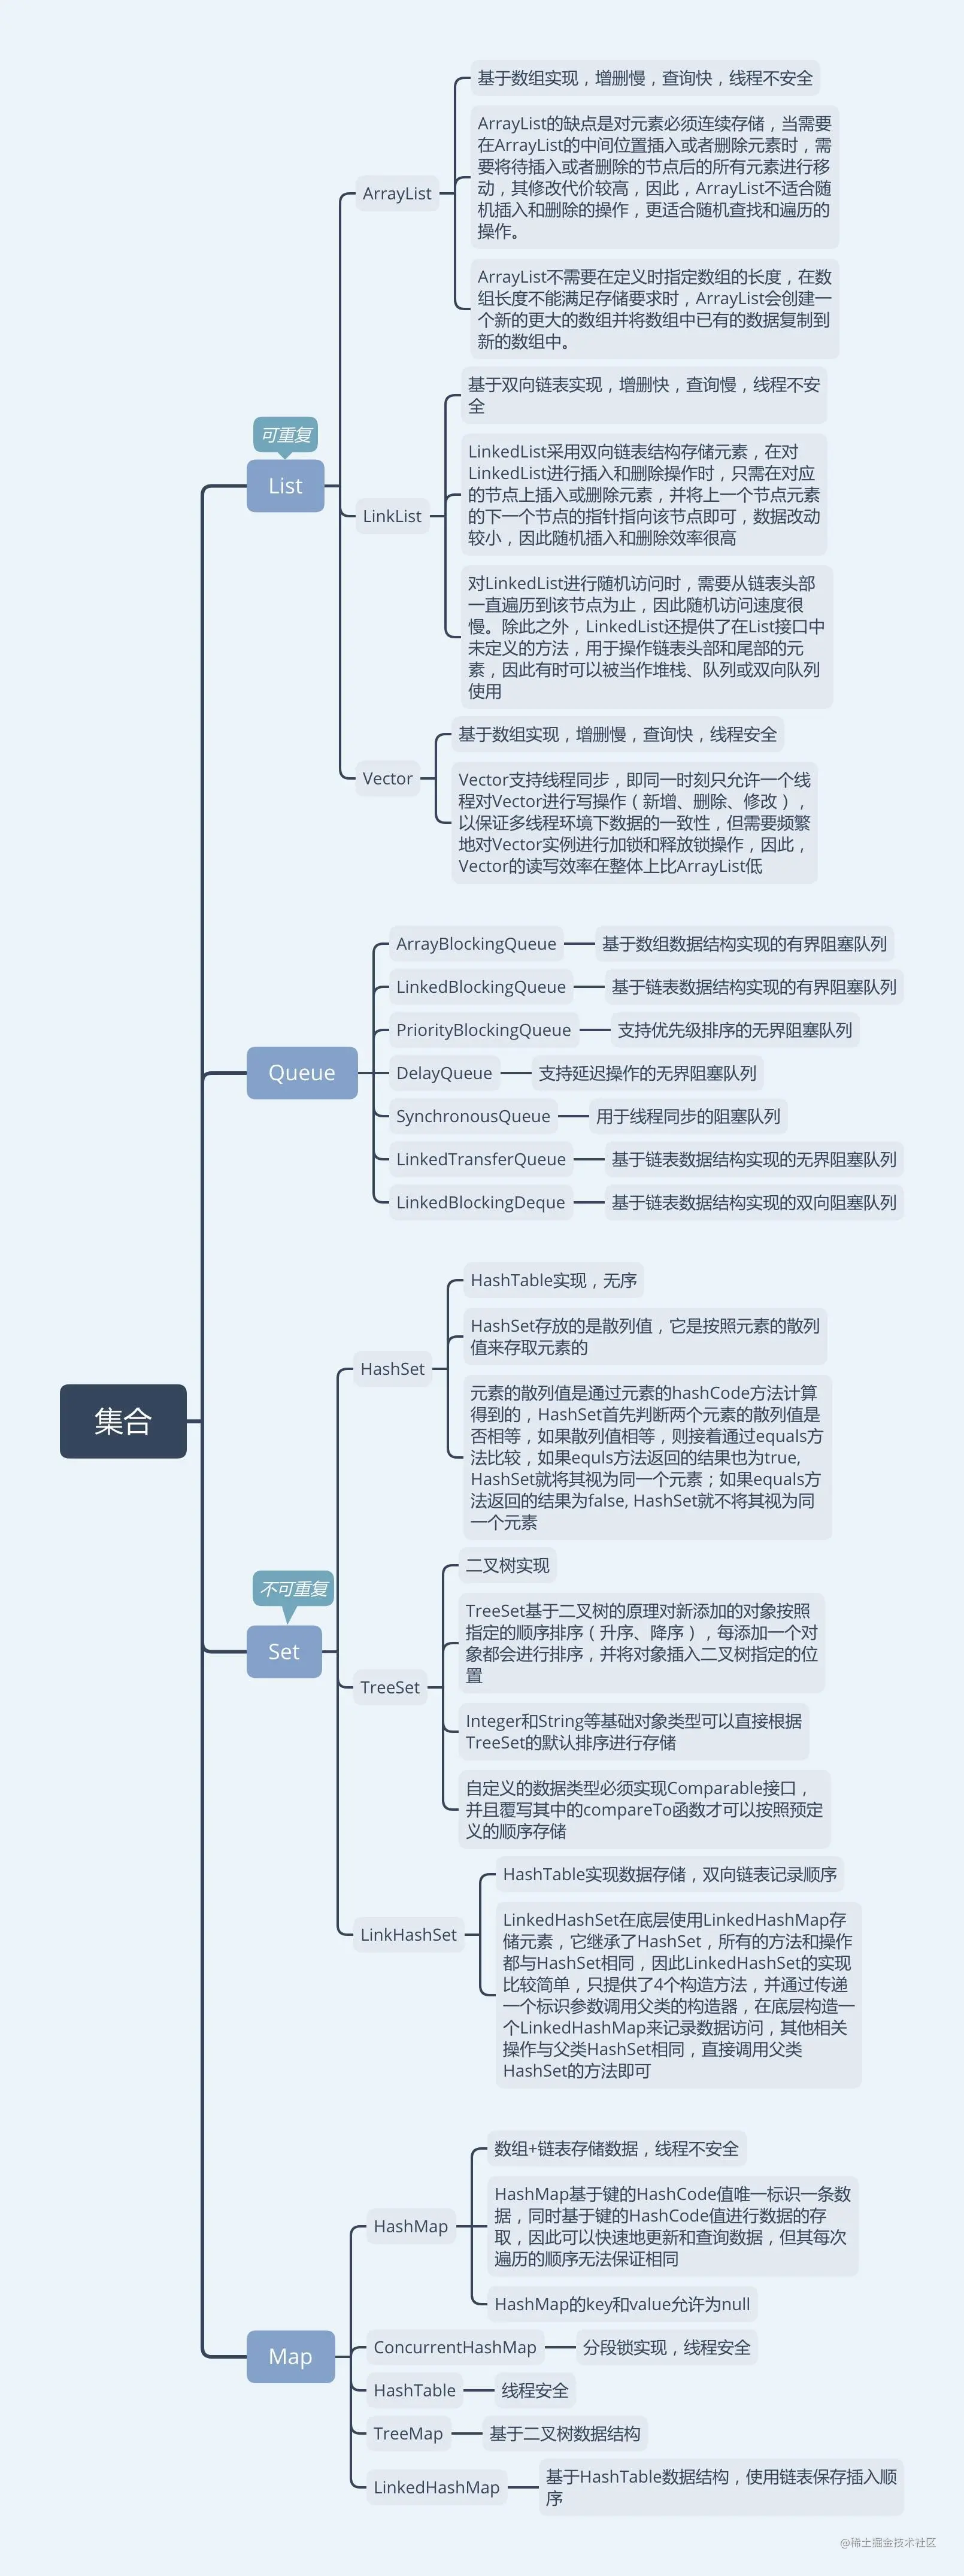 集合
可重复
List
ArrayList
基于数组实现，增删慢，查询快，线程不安全
ArrayList的缺点是对元素必须连续存储，当需要
在ArrayList的中间位置插入或者删除元素时，需
要将待插入或者删除的节点后的所有元素进行移
动，其修改代价较高，因此，ArrayList不适合随
机插入和删除的操作，更适合随机查找和遍历的
操作。
ArrayList不需要在定义时指定数组的长度，在数
组长度不能满足存储要求时，ArrayList会创建一
个新的更大的数组并将数组中已有的数据复制到
新的数组中。
LinkList
基于双向链表实现，增删快，查询慢，线程不安
全
LinkedList采用双向链表结构存储元素，在对
LinkedList进行插入和删除操作时，只需在对应
的节点上插入或删除元素，并将上一个节点元素
的下一个节点的指针指向该节点即可，数据改动
较小，因此随机插入和删除效率很高
对LinkedList进行随机访问时，需要从链表头部
一直遍历到该节点为止，因此随机访问速度很
慢。除此之外，LinkedList还提供了在List接口中
未定义的方法，用于操作链表头部和尾部的元
素，因此有时可以被当作堆栈、队列或双向队列
使用
Vector
基于数组实现，增删慢，查询快，线程安全
Vector支持线程同步，即同一时刻只允许一个线
程对Vector进行写操作（新增、删除、修改），
以保证多线程环境下数据的一致性，但需要频繁
地对Vector实例进行加锁和释放锁操作，因此，
Vector的读写效率在整体上比ArrayList低
Queue
ArrayBlockingQueue
基于数组数据结构实现的有界阻塞队列
LinkedBlockingQueue
基于链表数据结构实现的有界阻塞队列
PriorityBlockingQueue
支持优先级排序的无界阻塞队列
DelayQueue
支持延迟操作的无界阻塞队列
SynchronousQueue
用于线程同步的阻塞队列
LinkedTransferQueue
基于链表数据结构实现的无界阻塞队列
LinkedBlockingDeque
基于链表数据结构实现的双向阻塞队列
不可重复
Set
HashSet
HashTable实现，无序
HashSet存放的是散列值，它是按照元素的散列
值来存取元素的
元素的散列值是通过元素的hashCode方法计算
得到的，HashSet首先判断两个元素的散列值是
否相等，如果散列值相等，则接着通过equals方
法比较，如果equls方法返回的结果也为true,
HashSet就将其视为同一个元素；如果equals方
法返回的结果为false, HashSet就不将其视为同
一个元素
TreeSet
二叉树实现
TreeSet基于二叉树的原理对新添加的对象按照
指定的顺序排序（升序、降序），每添加一个对
象都会进行排序，并将对象插入二叉树指定的位
置
Integer和String等基础对象类型可以直接根据
TreeSet的默认排序进行存储
自定义的数据类型必须实现Comparable接口，
并且覆写其中的compareTo函数才可以按照预定
义的顺序存储
LinkHashSet
HashTable实现数据存储，双向链表记录顺序
LinkedHashSet在底层使用LinkedHashMap存
储元素，它继承了HashSet，所有的方法和操作
都与HashSet相同，因此LinkedHashSet的实现
比较简单，只提供了4个构造方法，并通过传递
一个标识参数调用父类的构造器，在底层构造一
个LinkedHashMap来记录数据访问，其他相关
操作与父类HashSet相同，直接调用父类
HashSet的方法即可
Map
HashMap
数组+链表存储数据，线程不安全
HashMap基于键的HashCode值唯一标识一条数
据，同时基于键的HashCode值进行数据的存
取，因此可以快速地更新和查询数据，但其每次
遍历的顺序无法保证相同
HashMap的key和value允许为null
ConcurrentHashMap
分段锁实现，线程安全
HashTable
线程安全
TreeMap
基于二叉树数据结构
LinkedHashMap
基于HashTable数据结构，使用链表保存插入顺
序
@稀土掘金技术社区